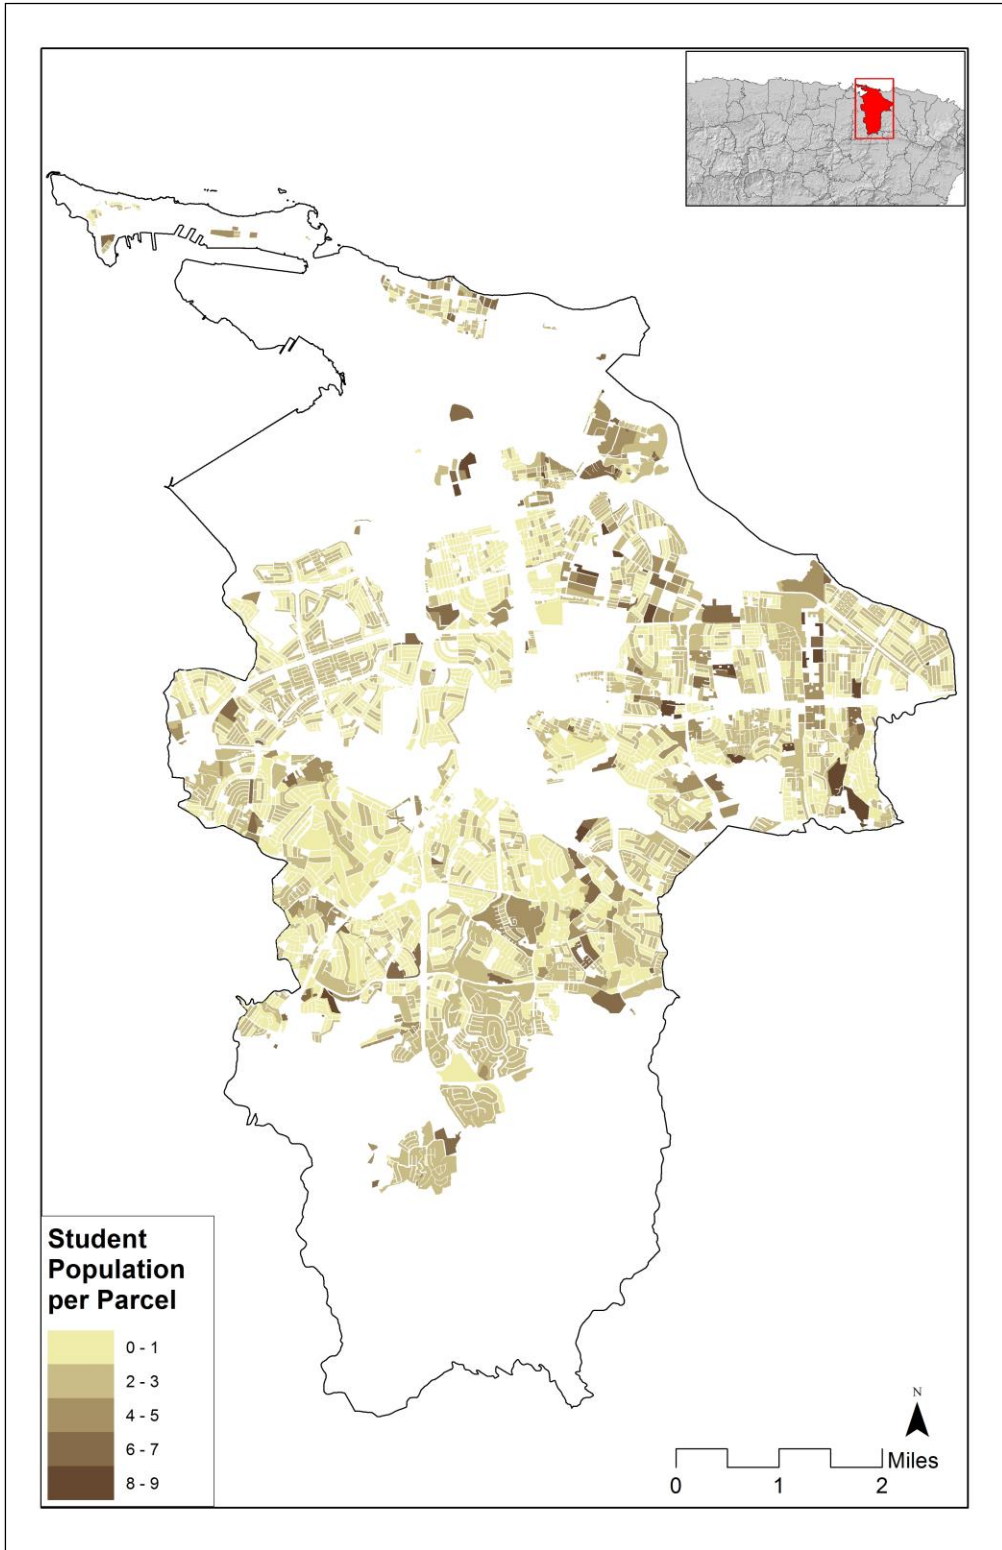 Student
Population
per Parcel
0 - 1
2 - 3
4 - 5
6 - 7
8 - 9
N
Miles
0 1 2